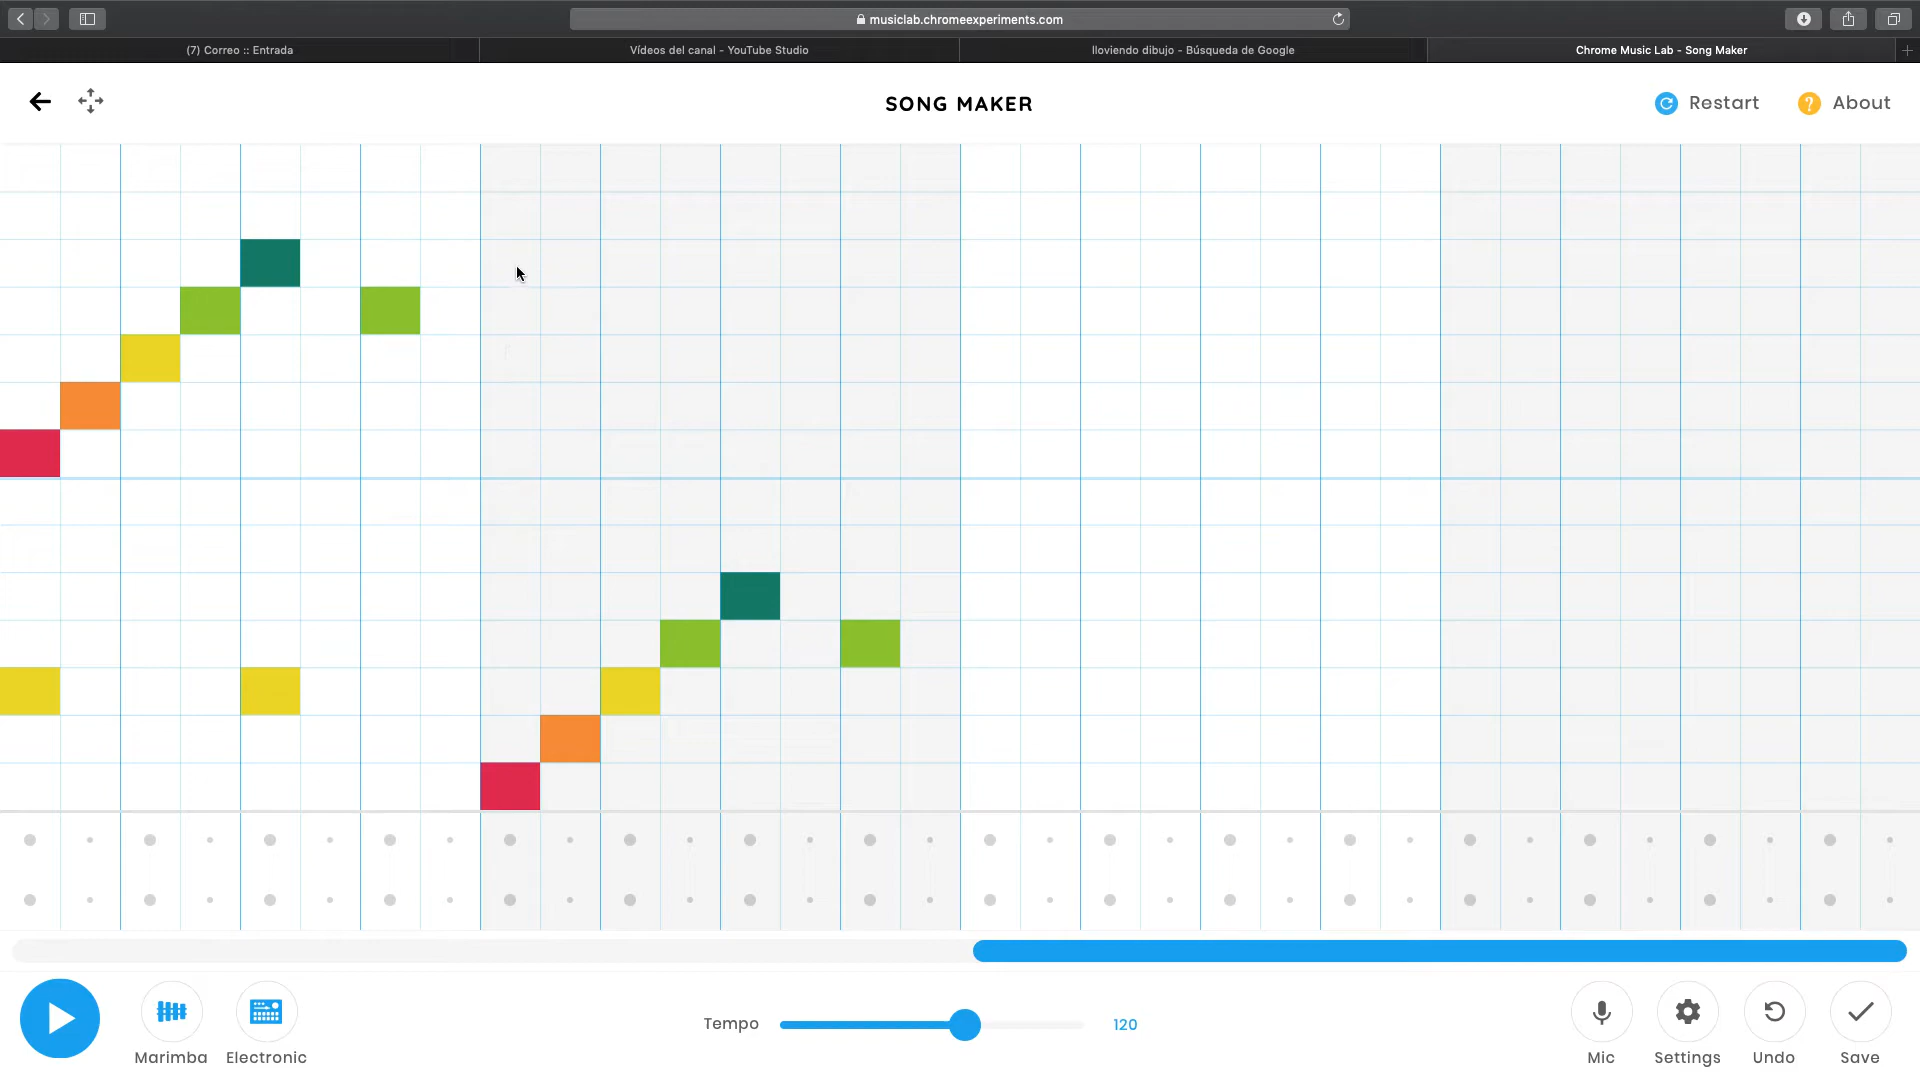 musiclab.chromeexperiments.com
(7) Correo :: Entrada
Vídeos del canal - YouTube Studio
lloviendo dibujo - Búsqueda de Google
Chrome Music Lab - Song Maker
SONG MAKER
Restart
? About
Tempo
120
Marimba
Electronic
Mic
Settings
Undo
Save